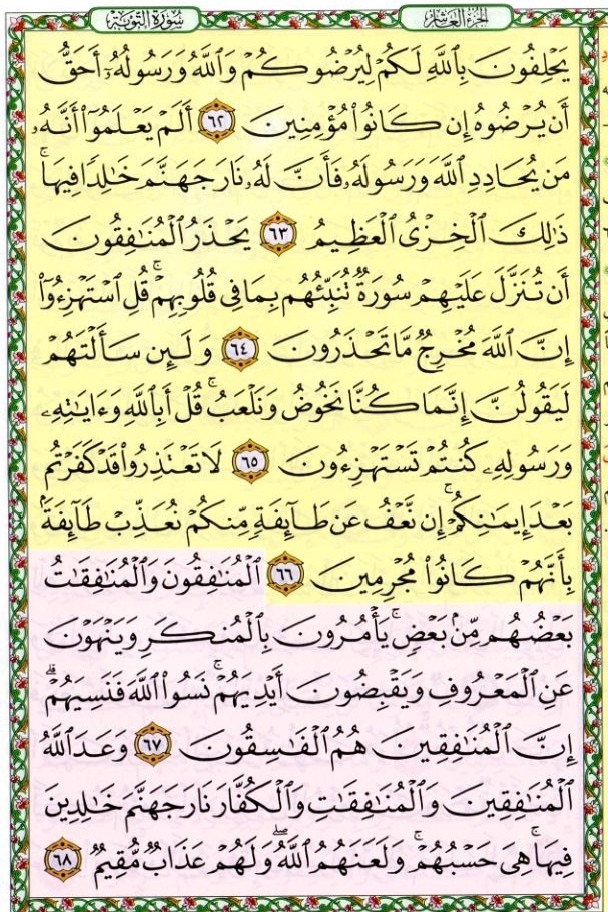 الجزء العاشر
سورة التوبة
يَحْلِفُونَ بِٱللَّهِ لَكُمْ لِيُرْضُوكُمْ وَٱللَّهُ وَرَسُولُهُۥٓ أَحَقُّ
أَن يُرْضُوهُ إِن كَانُوا۟ مُؤْمِنِينَ ٦٢ أَلَمْ يَعْلَمُوٓا۟ أَنَّهُۥ
مَن يُحَادِدِ ٱللَّهَ وَرَسُولَهُۥ فَأَنَّ لَهُۥ نَارَ جَهَنَّمَ خَٰلِدًا فِيهَا ۚ
ذَٰلِكَ ٱلْخِزْىُ ٱلْعَظِيمُ ٦٣ يَحْذَرُ ٱلْمُنَٰفِقُونَ
أَن تُنَزَّلَ عَلَيْهِمْ سُورَةٌ تُنَبِّئُهُم بِمَا فِى قُلُوبِهِمْ ۚ قُلِ ٱسْتَهْزِءُوٓا۟
إِنَّ ٱللَّهَ مُخْرِجٌ مَّا تَحْذَرُونَ ٦٤ وَلَئِن سَأَلْتَهُمْ
لَيَقُولُنَّ إِنَّمَا كُنَّا نَخُوضُ وَنَلْعَبُ ۚ قُلْ أَبِٱللَّهِ وَءَايَٰتِهِۦ
وَرَسُولِهِۦ كُنتُمْ تَسْتَهْزِءُونَ ٦٥ لَا تَعْتَذِرُوا۟ قَدْ كَفَرْتُم
بَعْدَ إِيمَٰنِكُمْ ۚ إِن نَّعْفُ عَن طَآئِفَةٍ مِّنكُمْ نُعَذِّبْ طَآئِفَةًۢ
بِأَنَّهُمْ كَانُوا۟ مُجْرِمِينَ ٦٦ ٱلْمُنَٰفِقُونَ وَٱلْمُنَٰفِقَٰتُ
بَعْضُهُم مِّنۢ بَعْضٍ ۚ يَأْمُرُونَ بِٱلْمُنكَرِ وَيَنْهَوْنَ
عَنِ ٱلْمَعْرُوفِ وَيَقْبِضُونَ أَيْدِيَهُمْ ۚ نَسُوا۟ ٱللَّهَ فَنَسِيَهُمْ ۗ
إِنَّ ٱلْمُنَٰفِقِينَ هُمُ ٱلْفَٰسِقُونَ ٦٧ وَعَدَ ٱللَّهُ
ٱلْمُنَٰفِقِينَ وَٱلْمُنَٰفِقَٰتِ وَٱلْكُفَّارَ نَارَ جَهَنَّمَ خَٰلِدِينَ
فِيهَا ۚ هِىَ حَسْبُهُمْ ۚ وَلَعَنَهُمُ ٱللَّهُ ۖ وَلَهُمْ عَذَابٌ مُّقِيمٌ ٦٨